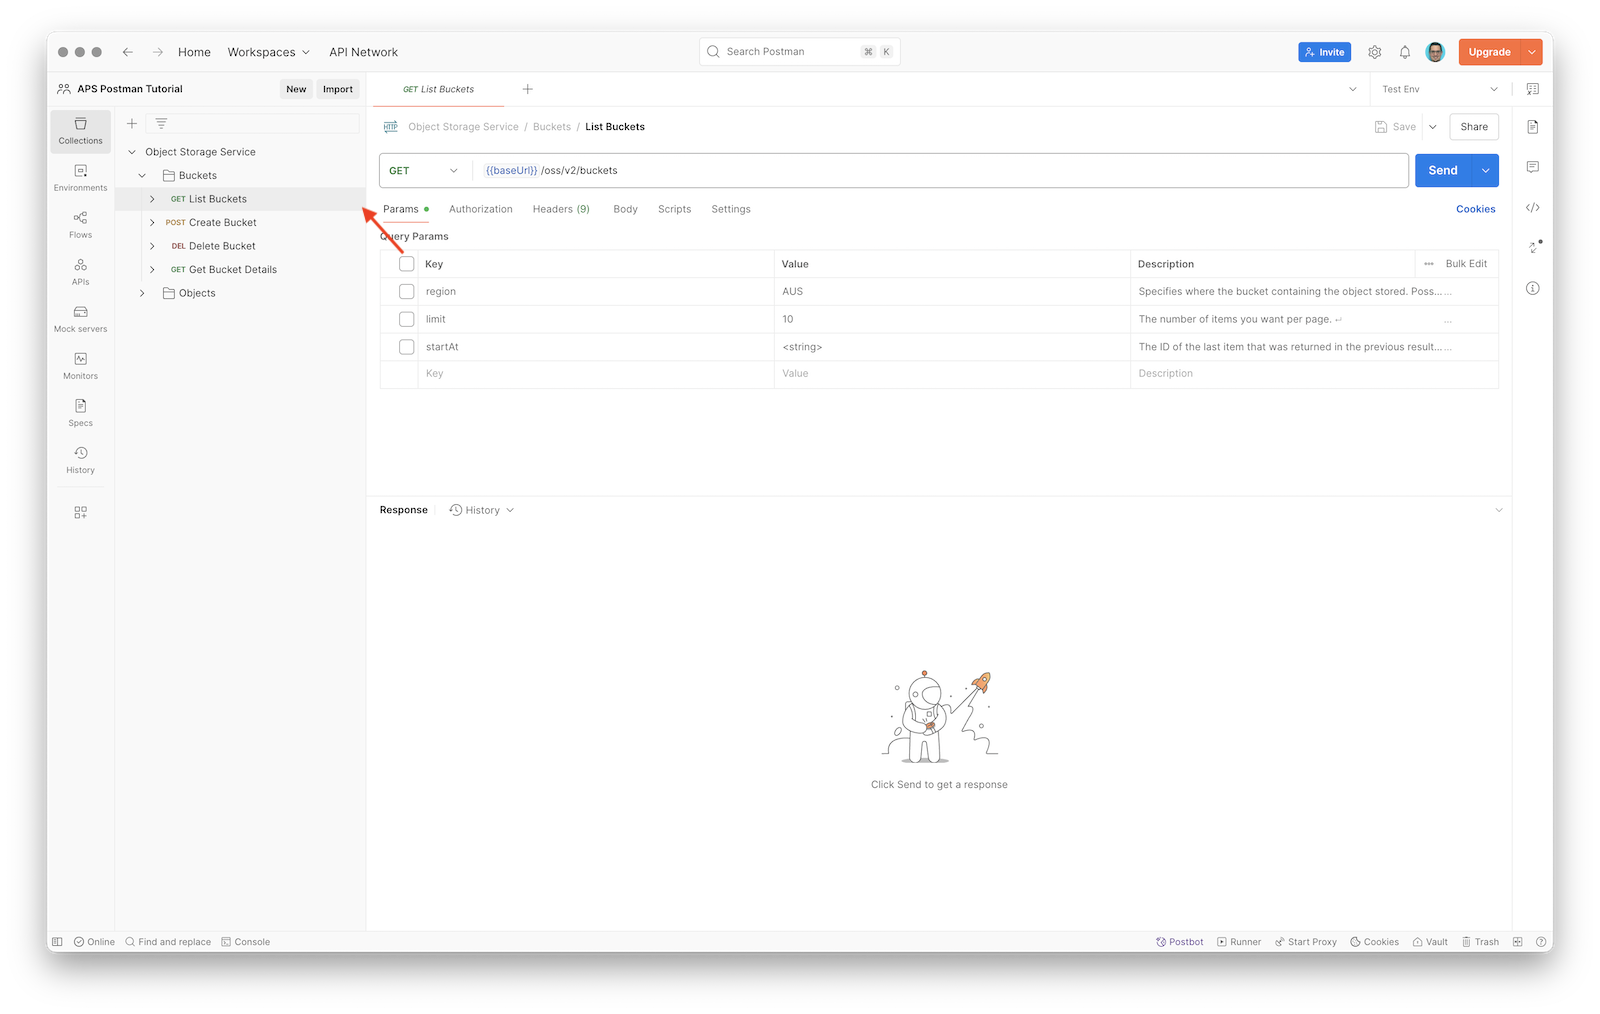 Home Workspaces API Network Search Postman ⌘ K Invite Upgrade
APS Postman Tutorial New Import GET List Buckets Test Env
Collections
Environments
Flows
APIs
Mock servers
Monitors
Specs
History
Object Storage Service
Buckets
GET List Buckets
POST Create Bucket
DEL Delete Bucket
GET Get Bucket Details
Objects
HTTP Object Storage Service / Buckets / List Buckets Save Share
GET {{baseUrl}} /oss/v2/buckets Send
Params Authorization Headers (9) Body Scripts Settings Cookies
Query Params
Key Value Description Bulk Edit
region AUS Specifies where the bucket containing the object stored. Poss... ...
limit 10 The number of items you want per page. ↵ ...
startAt <string> The ID of the last item that was returned in the previous result... ...
Key Value Description
Response History
Click Send to get a response
Online Find and replace Console Postbot Runner Start Proxy Cookies Vault Trash